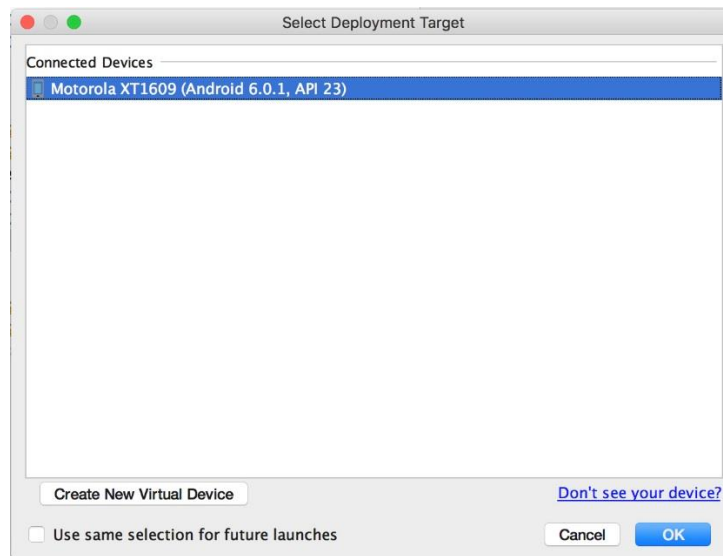 Select Deployment Target
Connected Devices
Motorola XT1609 (Android 6.0.1, API 23)
Create New Virtual Device
Don't see your device?
Use same selection for future launches
Cancel
OK